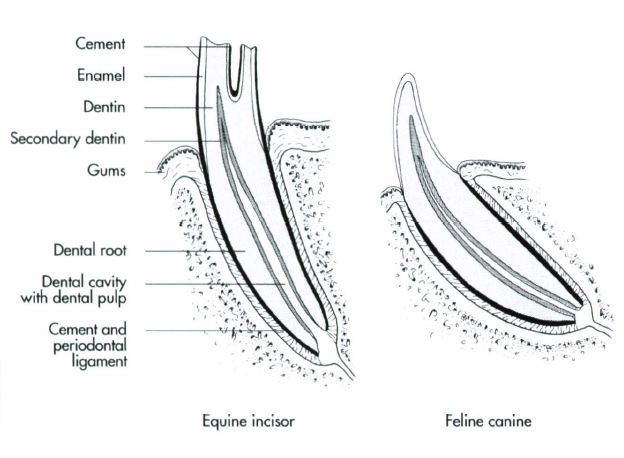 Cement
Enamel
Dentin
Secondary dentin
Gums
Dental root
Dental cavity
with dental pulp
Cement and
periodontal
ligament
Equine incisor
Feline canine